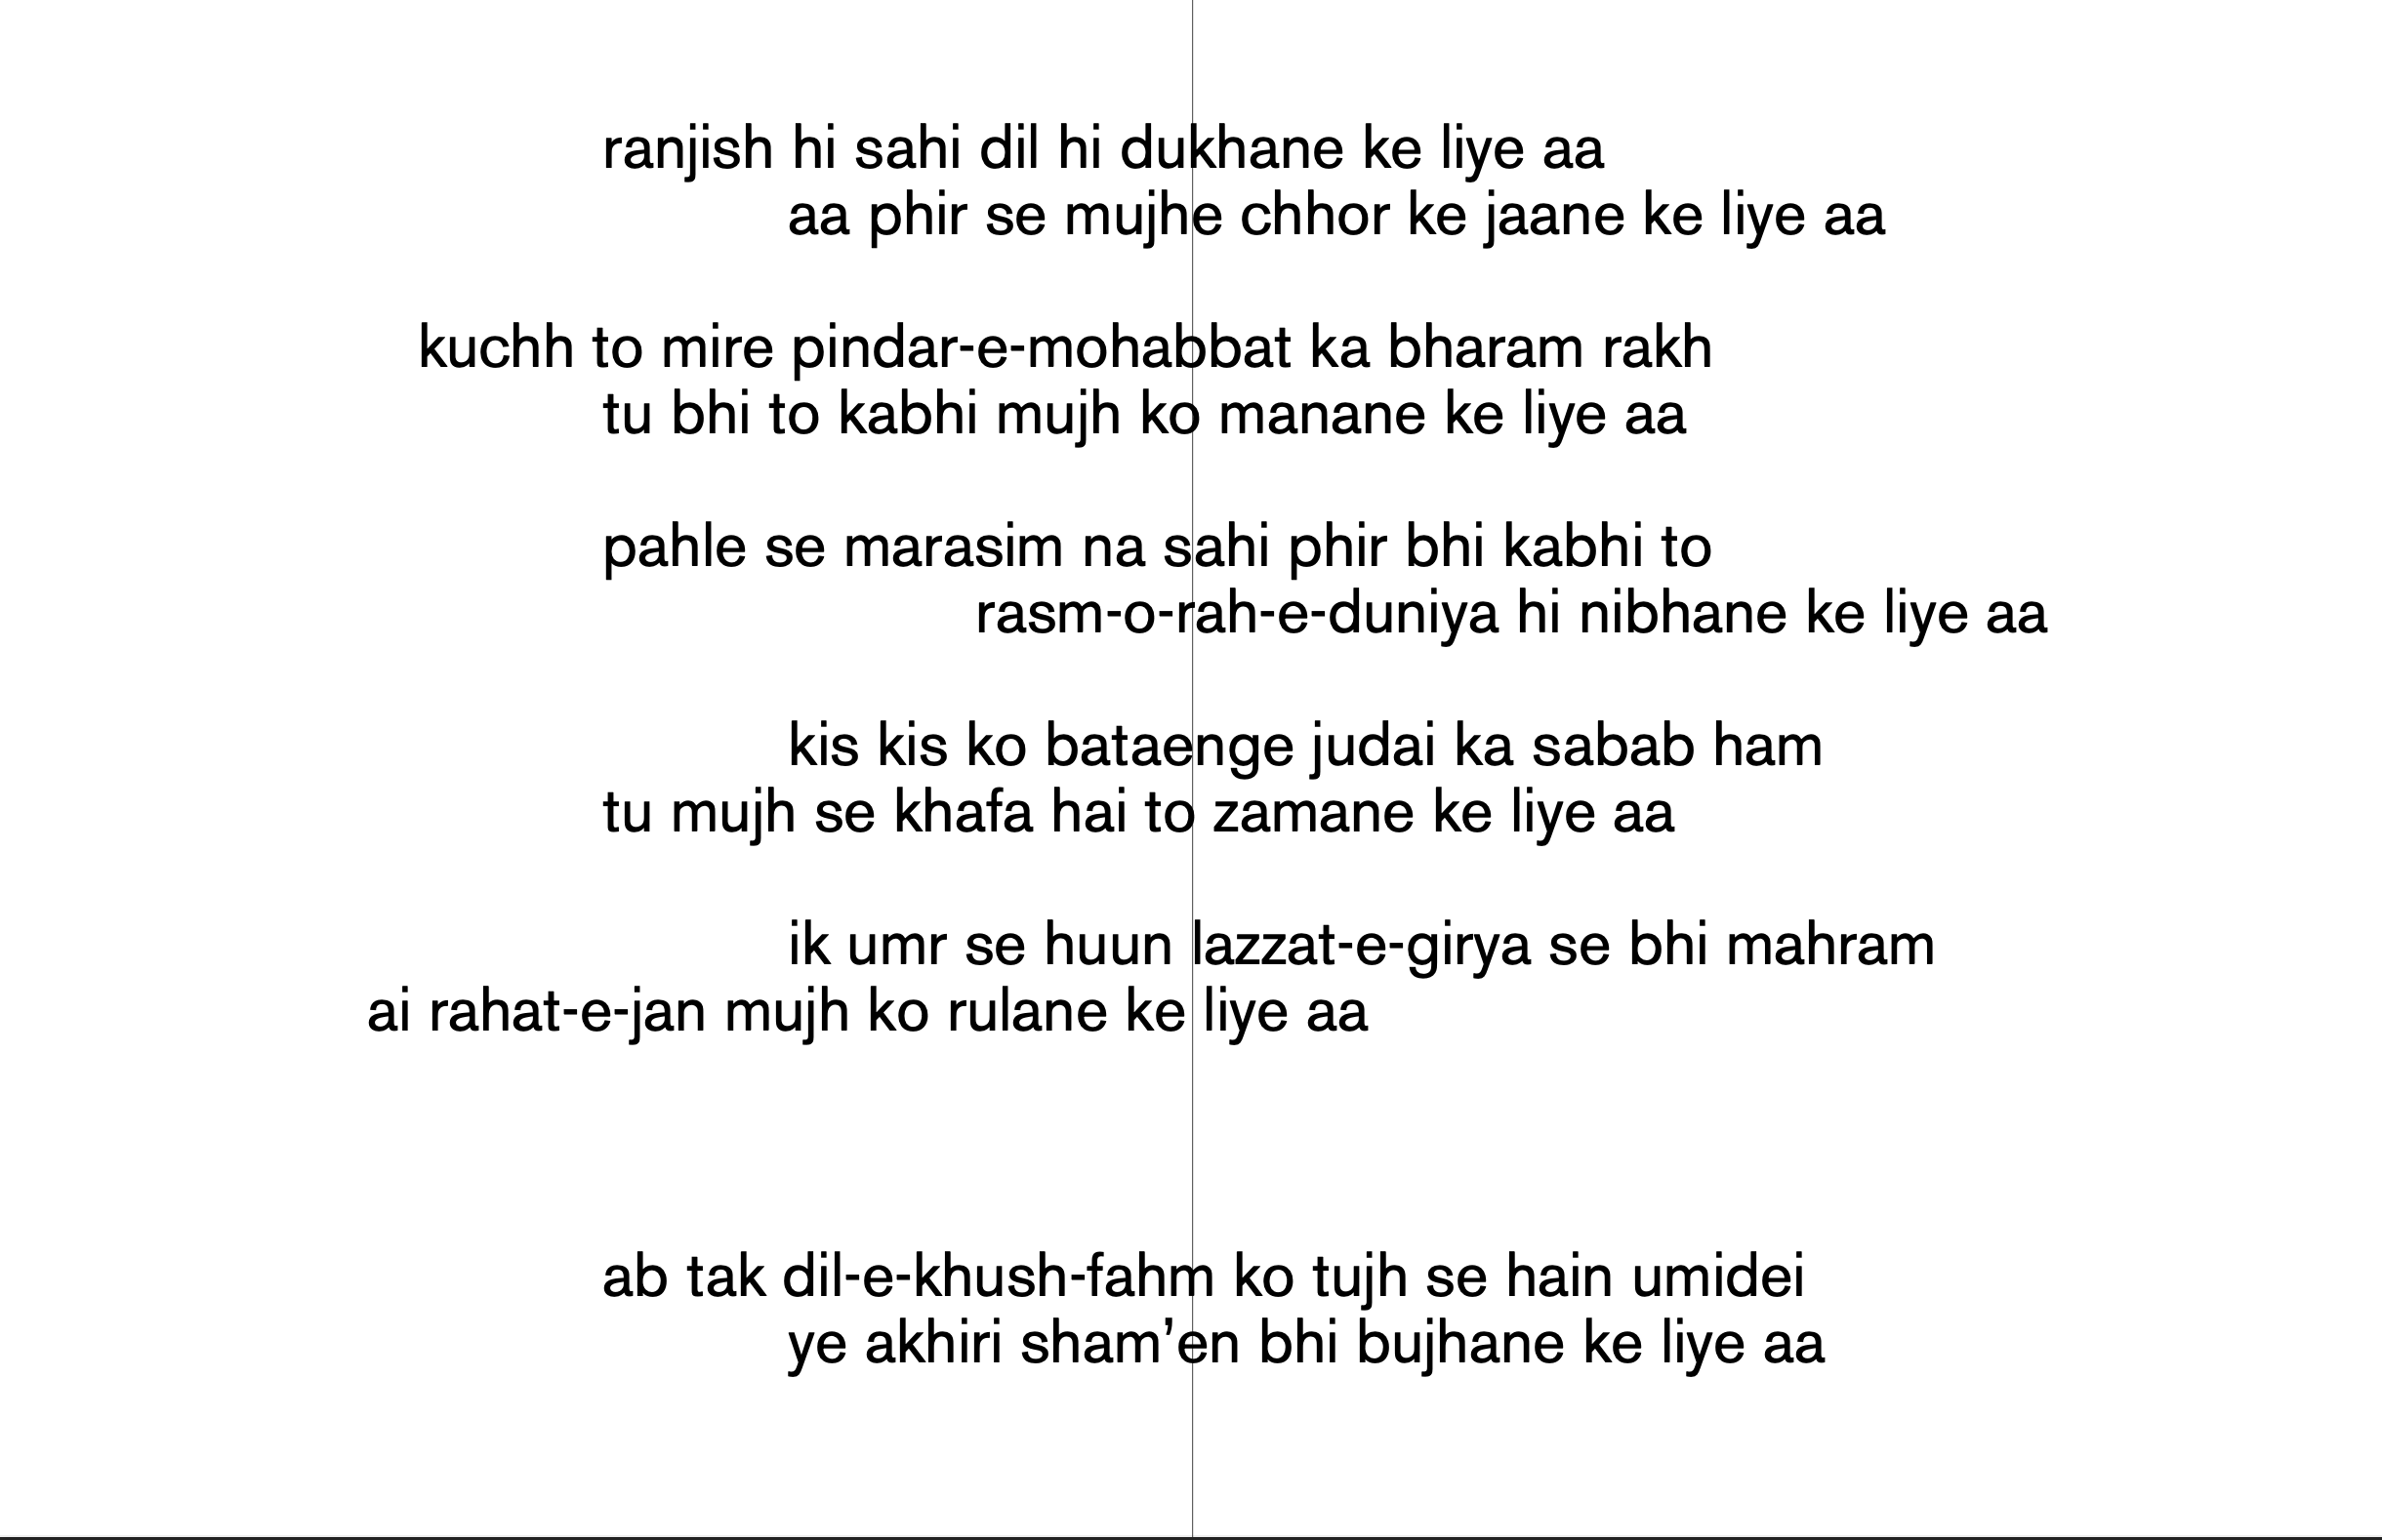 ranjish hi sahi dil hi dukhane ke liye aa
aa phir se mujhe chhor ke jaane ke liye aa
kuchh to mire pindar-e-mohabbat ka bharam rakh
tu bhi to kabhi mujh ko manane ke liye aa
pahle se marasim na sahi phir bhi kabhi to
rasm-o-rah-e-duniya hi nibhane ke liye aa
kis kis ko bataenge judai ka sabab ham
tu mujh se khafa hai to zamane ke liye aa
ik umr se huun lazzat-e-girya se bhi mahram
ai rahat-e-jan mujh ko rulane ke liye aa
ab tak dil-e-khush-fahm ko tujh se hain umidei
ye akhiri sham’en bhi bujhane ke liye aa